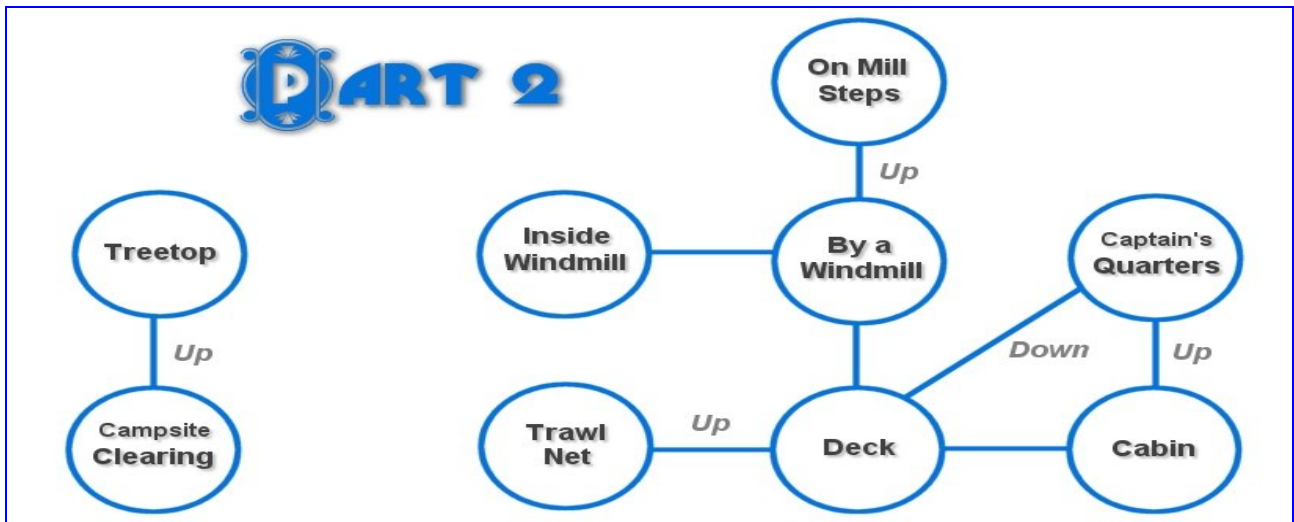 PART 2
On Mill
Steps
Up
Treetop
Inside
Windmill
By a
Windmill
Captain's
Quarters
Up
Down
Up
Campsite
Clearing
Trawl
Net
Up
Deck
Cabin